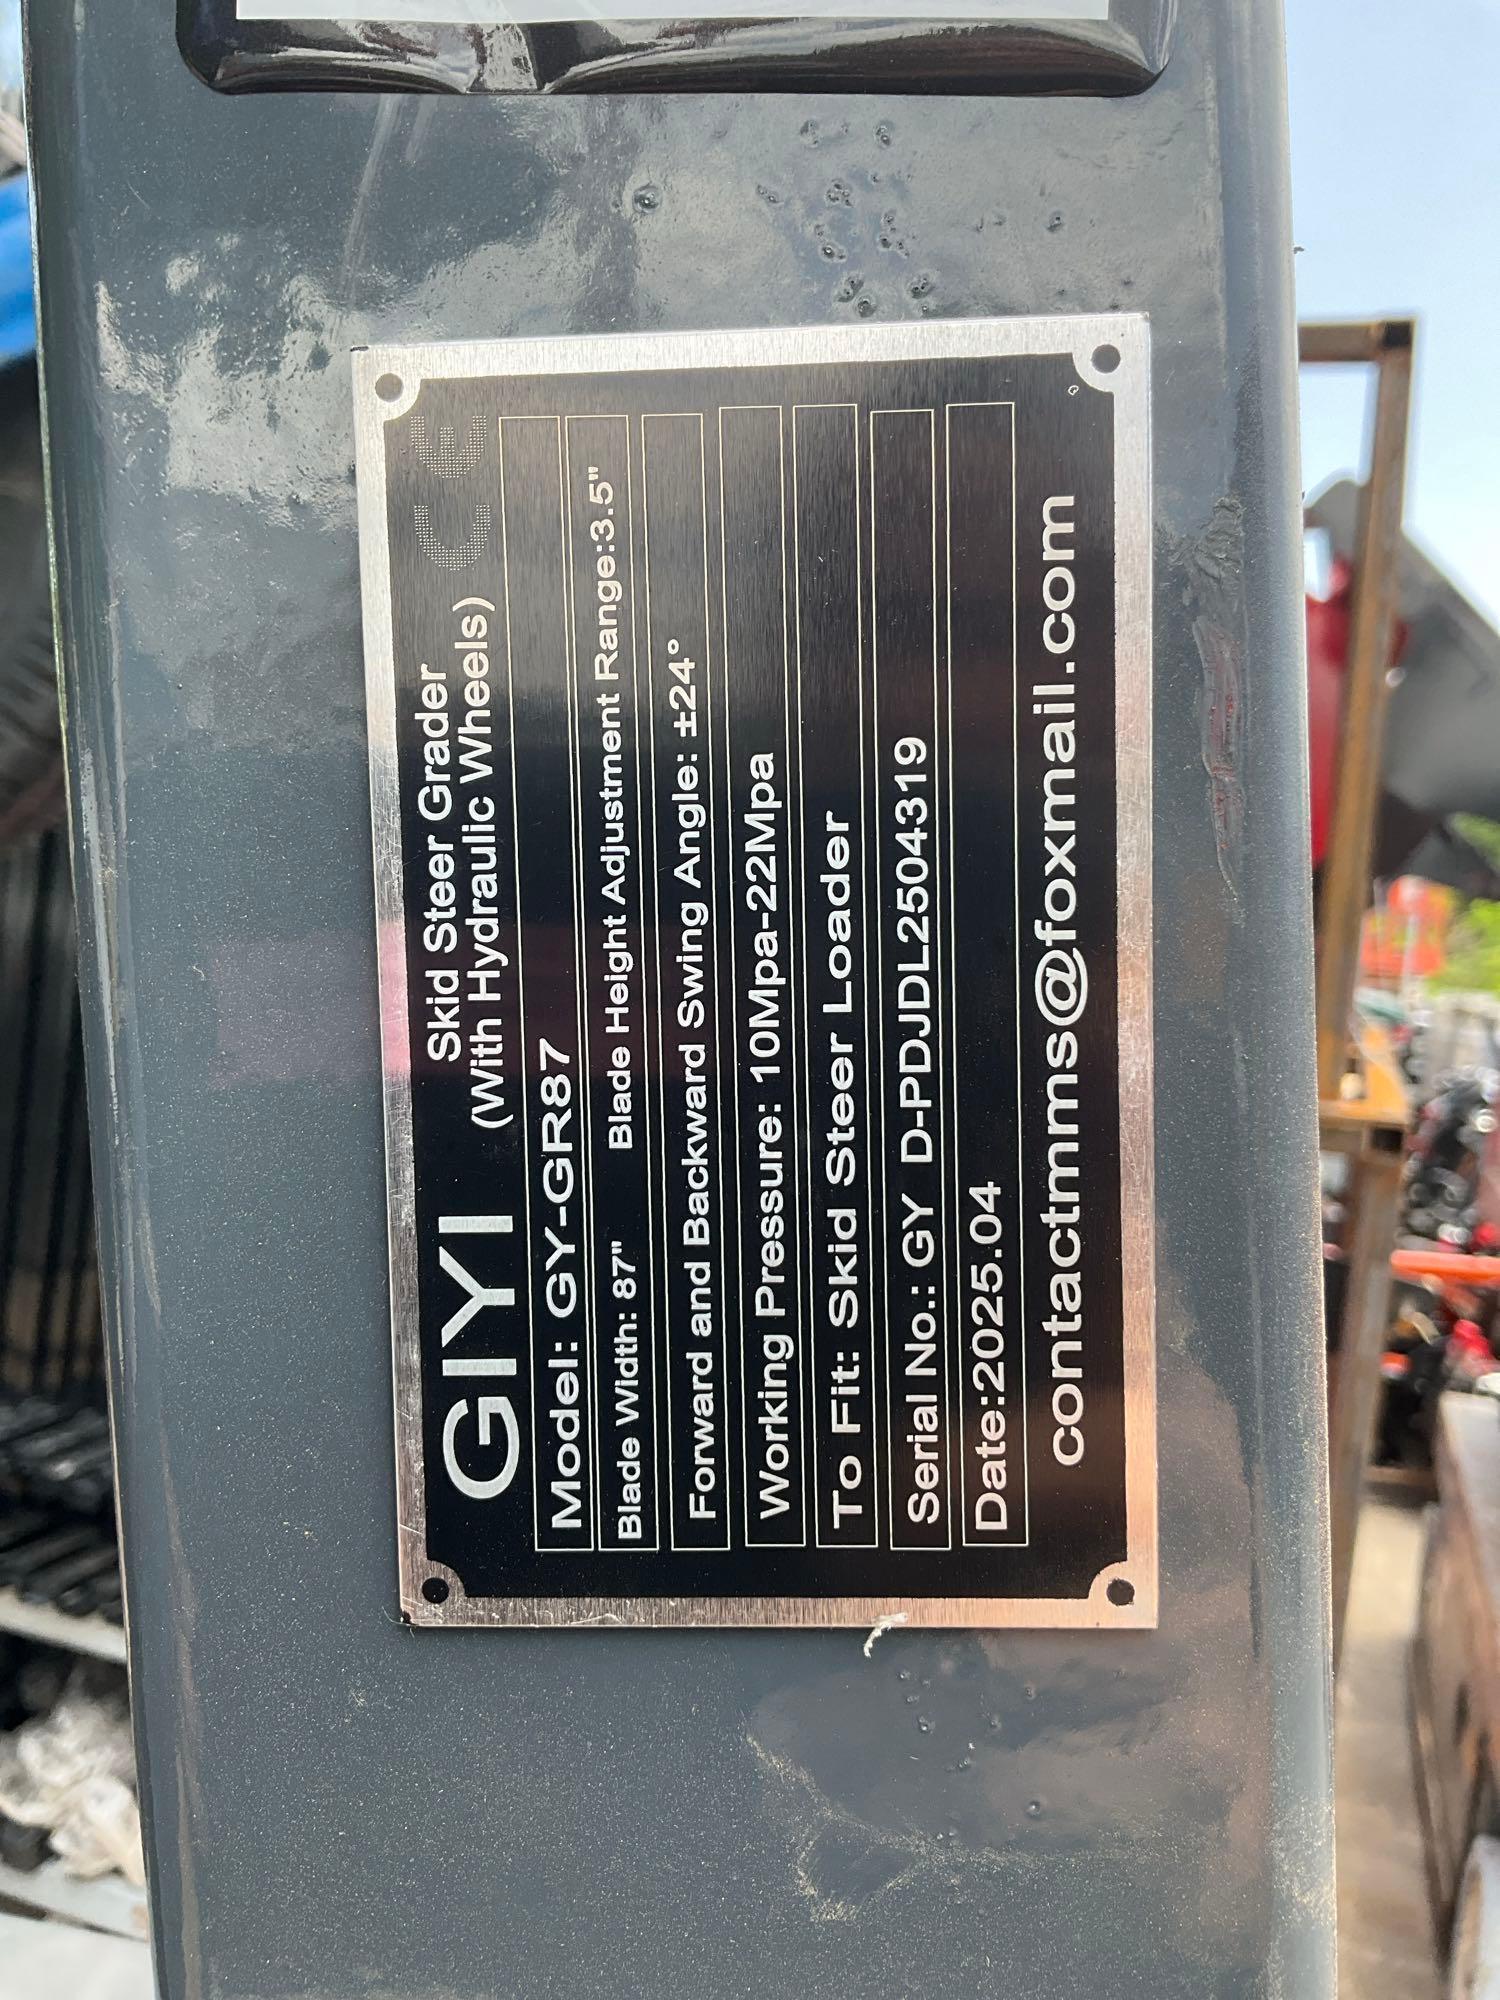 GIYI
Skid Steer Grader
(With Hydraulic Wheels)
CE
Model: GY-GR87
Blade Width: 87" Blade Height Adjustment Range:3.5"
Forward and Backward Swing Angle: ±24°
Working Pressure: 10Mpa-22Mpa
To Fit: Skid Steer Loader
Serial No.: GY D-PDJDL2504319
Date:2025.04
contactmmns@foxmail.com